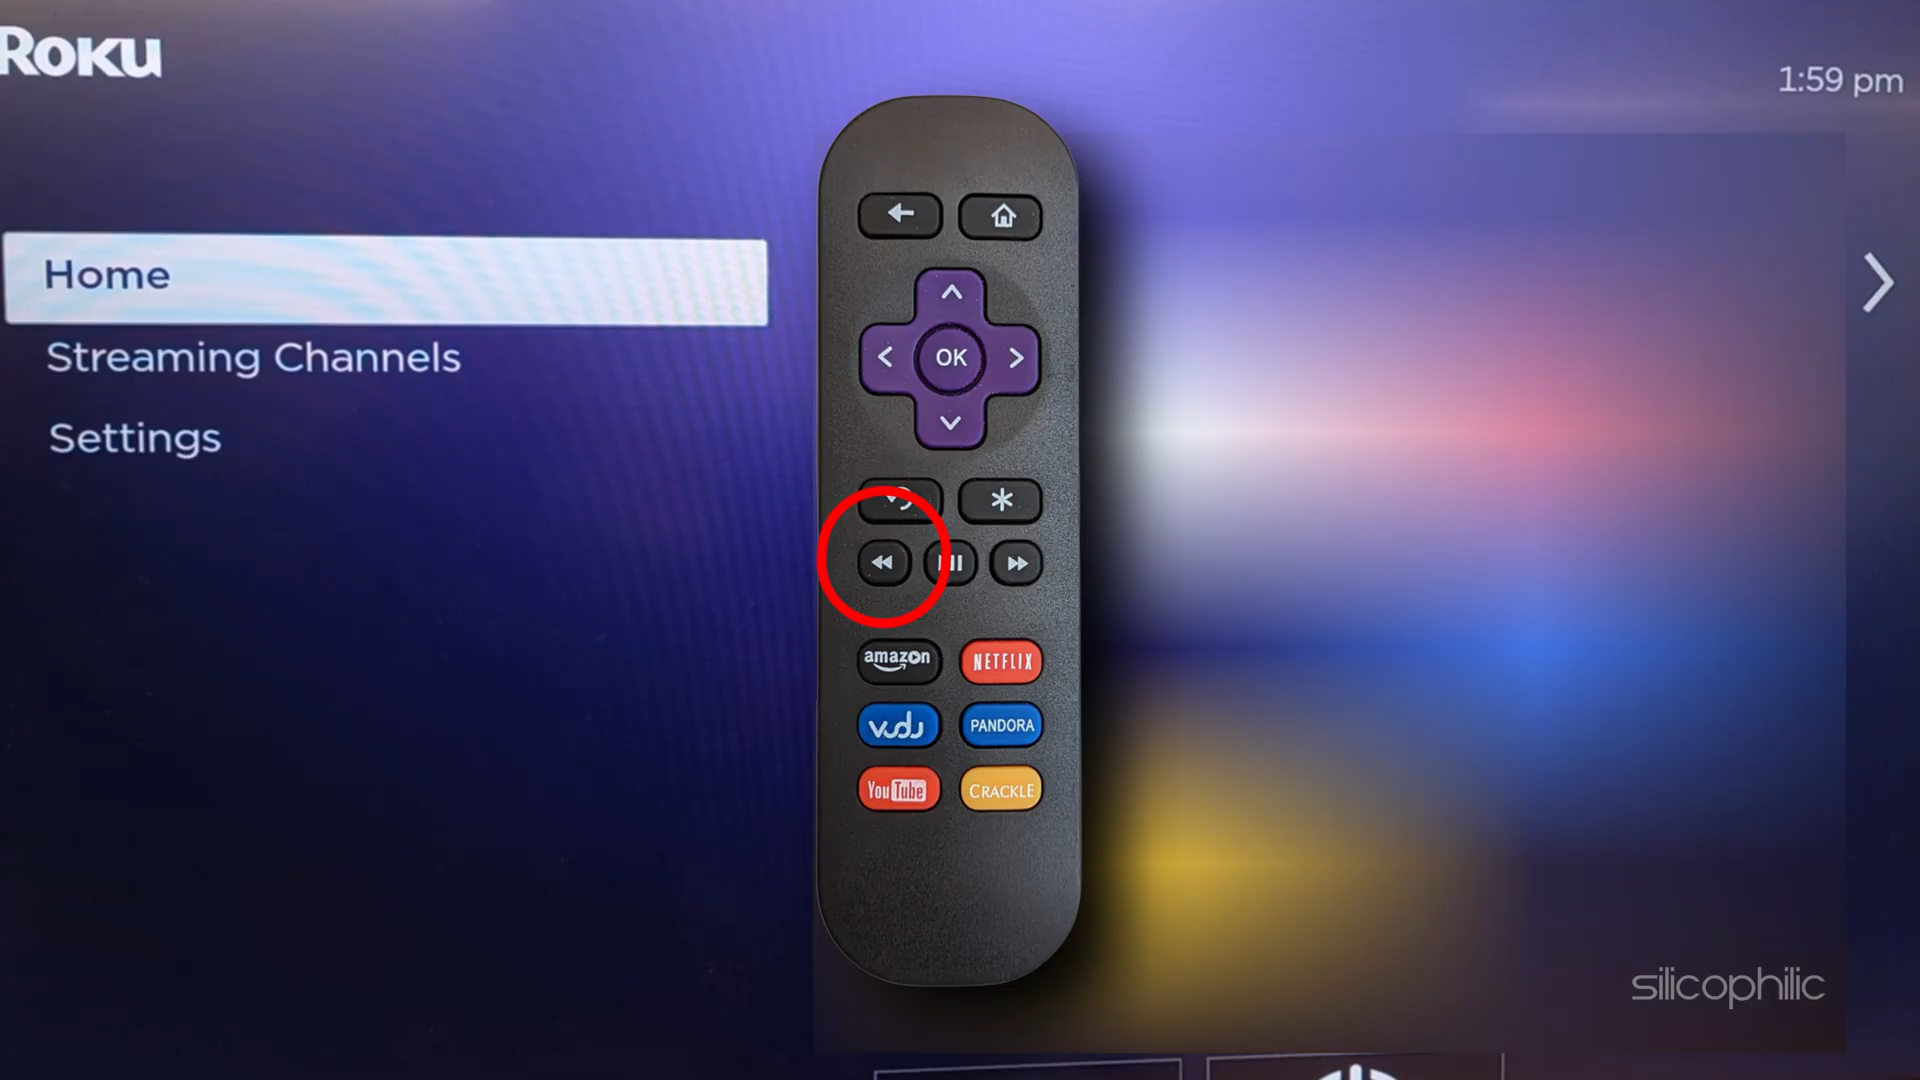 ROKU
1:59 pm
Home
Streaming Channels
Settings
OK
amazon
NETFLIX
vudu
PANDORA
YouTube
CRACKLE
silicophilic